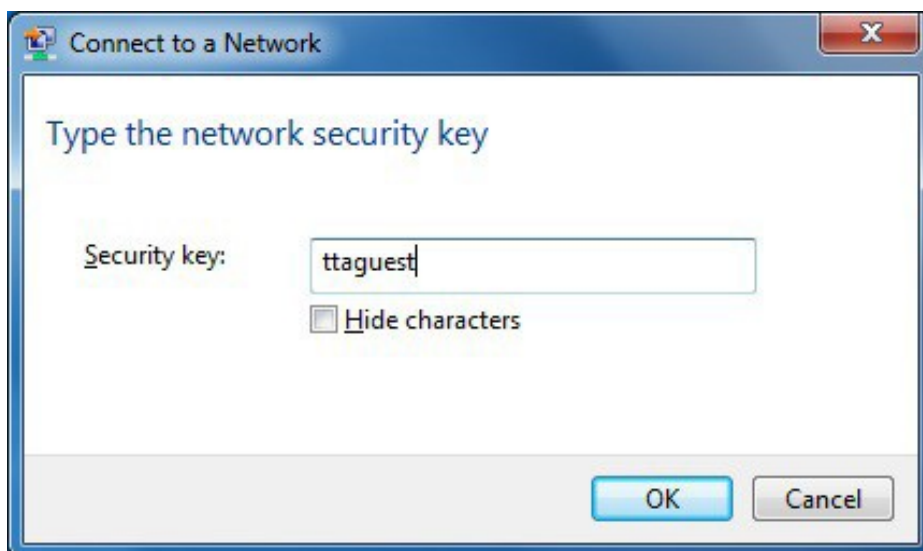 Connect to a Network
Type the network security key
Security key: ttaguest
Hide characters
OK Cancel